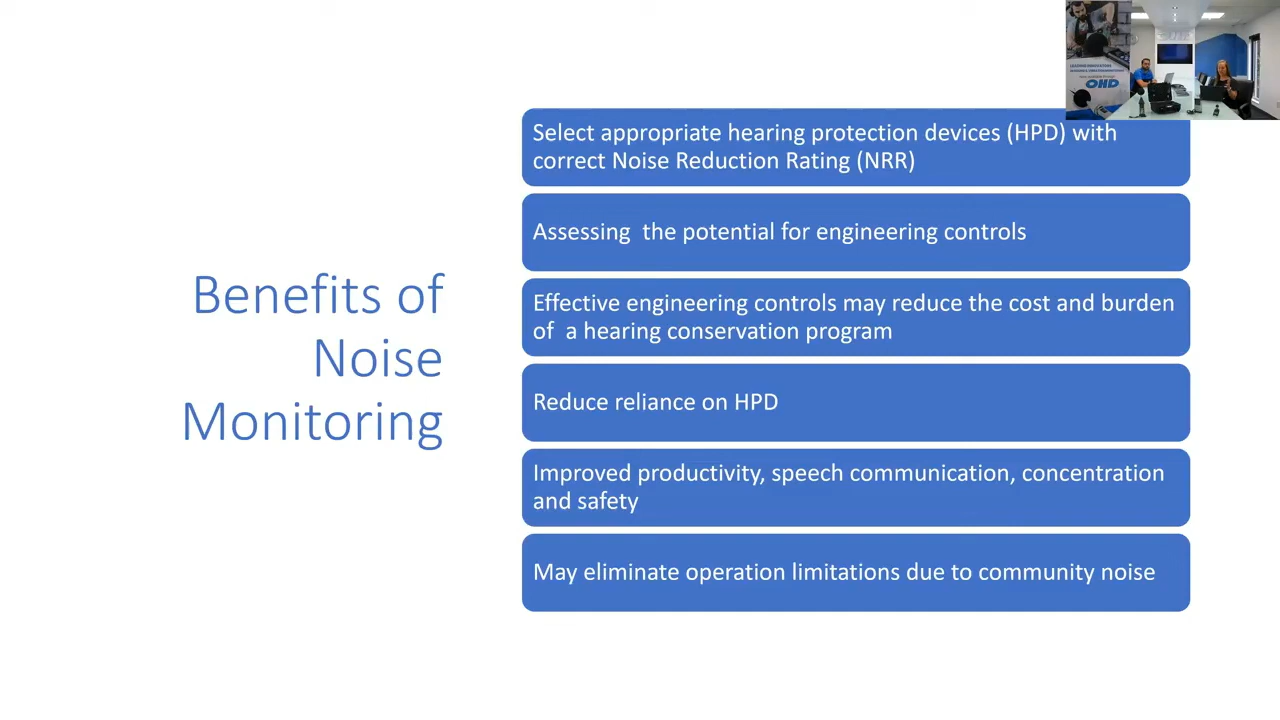 Benefits of
Noise
Monitoring
Select appropriate hearing protection devices (HPD) with
correct Noise Reduction Rating (NRR)
Assessing  the potential for engineering controls
Effective engineering controls may reduce the cost and burden
of  a hearing conservation program
Reduce reliance on HPD
Improved productivity, speech communication, concentration
and safety
May eliminate operation limitations due to community noise
OHD